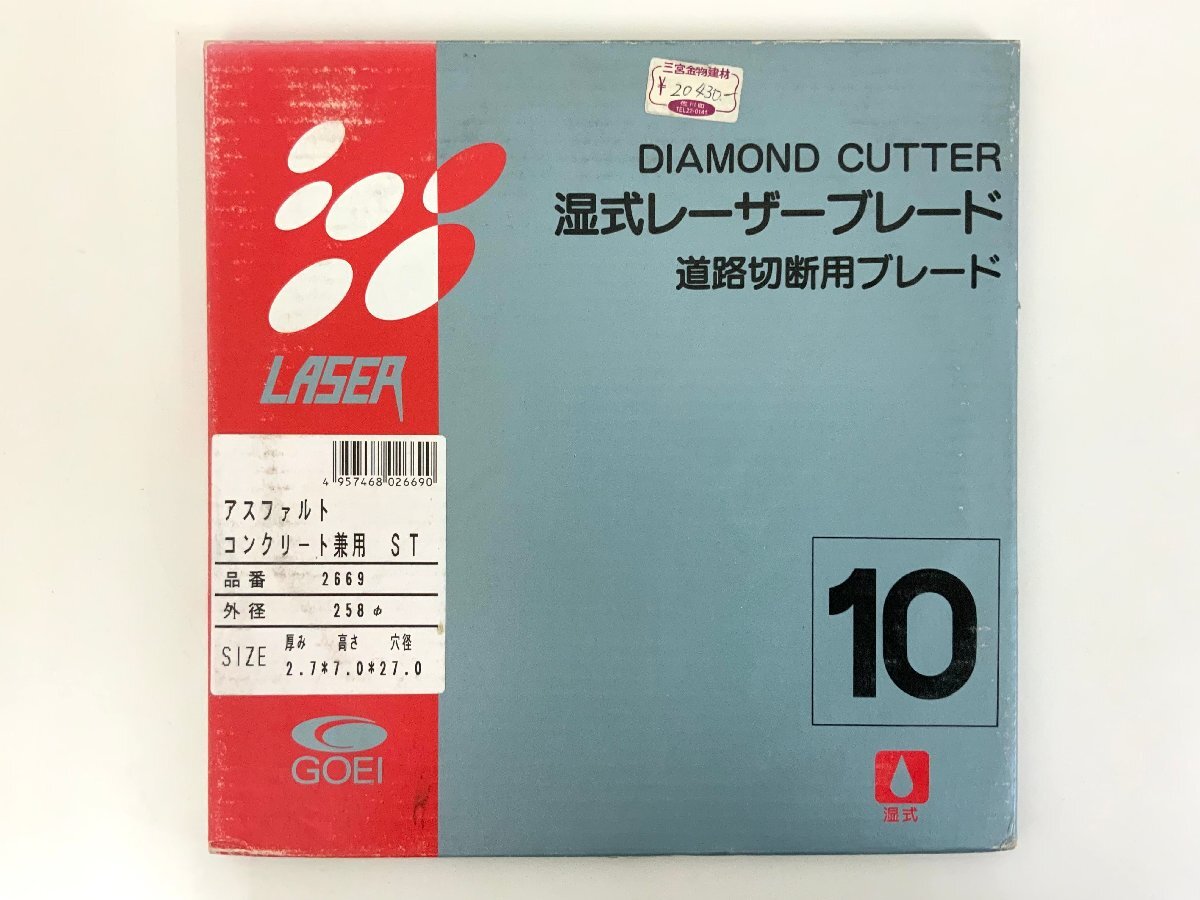 三宮金物建材
¥20430.-
TEL22-0141
DIAMOND CUTTER
湿式レーザーブレード
道路切断用ブレード
LASER
4 957468 026690
アスファルト
コンクリート兼用 ST
品番 2669
外径 258φ
厚み 高さ 穴径
SIZE 2.7*7.0*27.0
10
GOEI
湿式